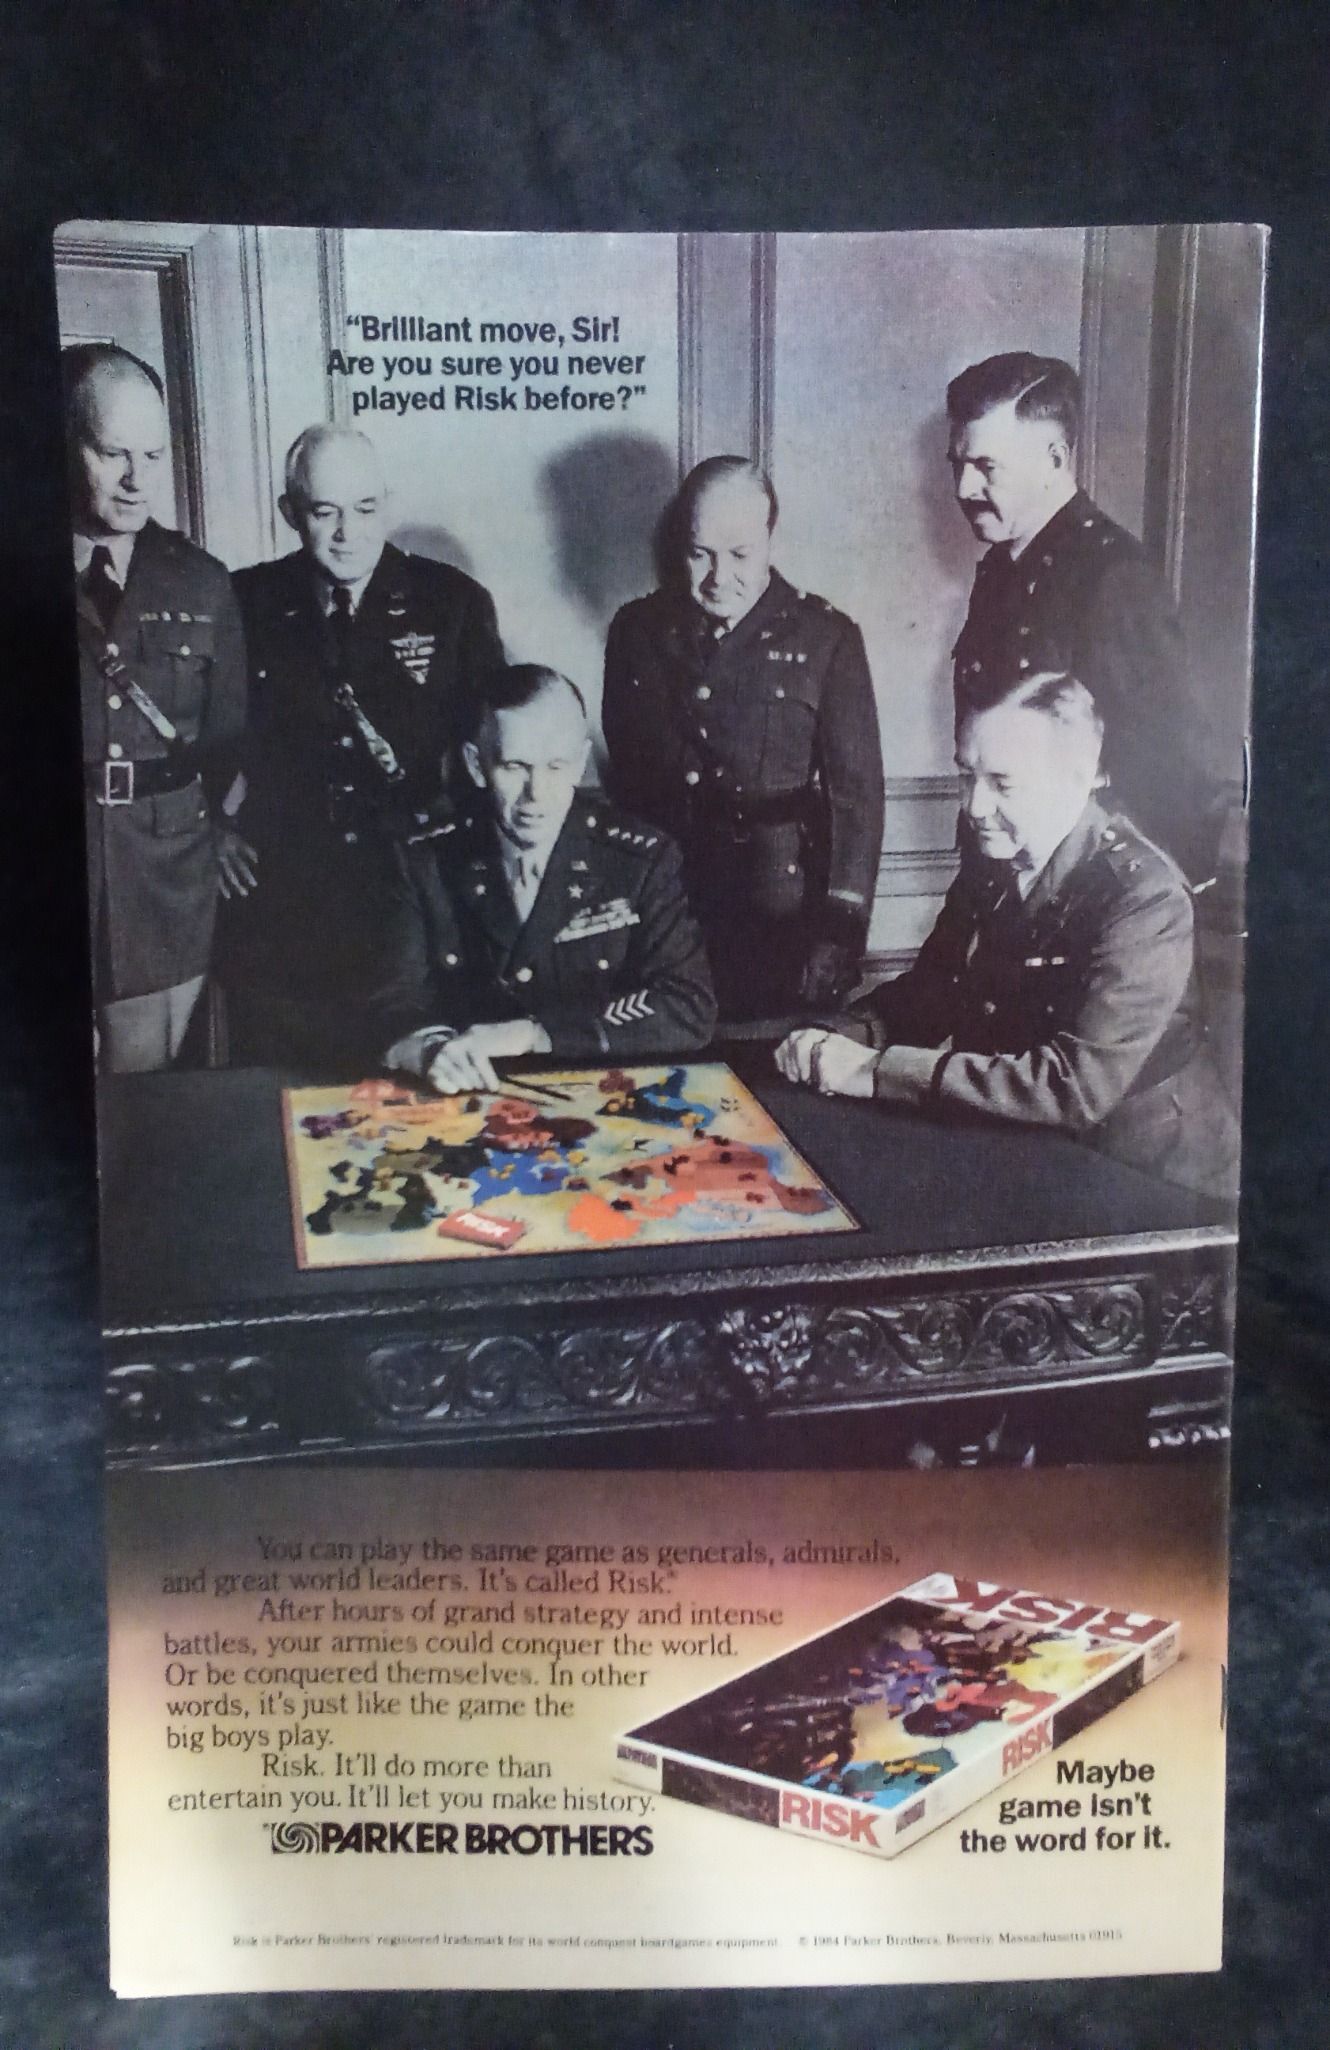 “Brilliant move, Sir!
Are you sure you never
played Risk before?”
RISK
You can play the same game as generals, admirals,
and great world leaders. It's called Risk.®
After hours of grand strategy and intense
battles, your armies could conquer the world.
Or be conquered themselves. In other
words, it's just like the game the
big boys play.
Risk. It'll do more than
entertain you. It'll let you make history.
PARKER BROTHERS
RISK
RISK
RISK
Maybe
game isn't
the word for it.
Risk is Parker Brothers' registered trademark for its world conquest boardgames equipment. © 1984 Parker Brothers, Beverly, Massachusetts 01915